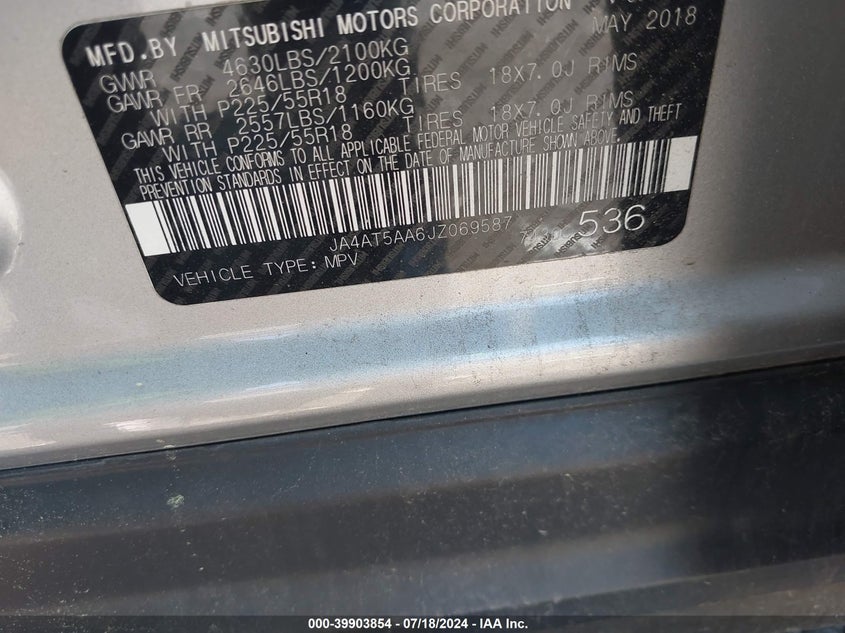 MFD.BY MITSUBISHI MOTORS CORPORATION
MAY 2018
GVWR 4630LBS/2100KG
GAWR FR 2646LBS/1200KG
WITH P225/55R18 TIRES 18X7.0J RIMS
GAWR RR 2557LBS/1160KG
WITH P225/55R18 TIRES 18X7.0J RIMS
THIS VEHICLE CONFORMS TO ALL APPLICABLE FEDERAL MOTOR VEHICLE SAFETY AND THEFT
PREVENTION STANDARDS IN EFFECT ON THE DATE OF MANUFACTURE SHOWN ABOVE.
JA4AT5AA6JZ069587
536
VEHICLE TYPE: MPV
000-39903854 - 07/18/2024 - IAA Inc.